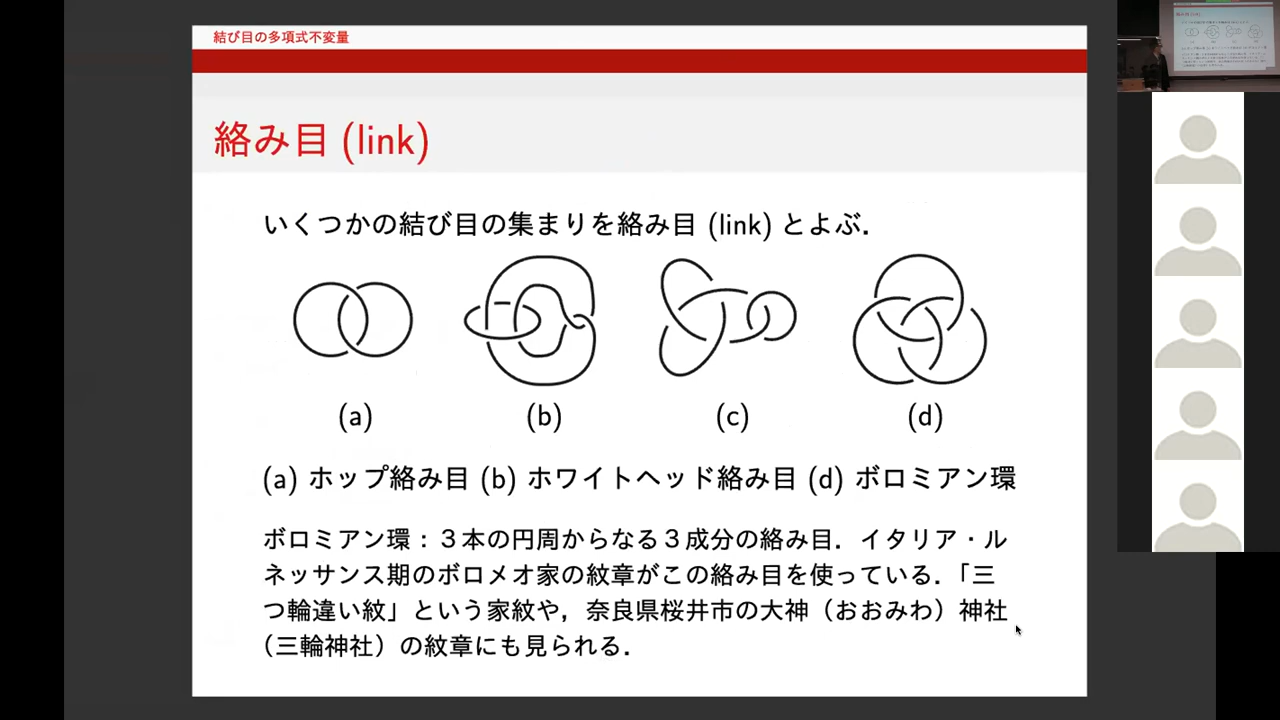 結び目の多項式不変量
絡み目 (link)
いくつかの結び目の集まりを絡み目 (link) とよぶ.
(a) (b) (c) (d)
(a) ホップ絡み目 (b) ホワイトヘッド絡み目 (d) ボロミアン環
ボロミアン環：３本の円周からなる３成分の絡み目．イタリア・ル
ネッサンス期のボロメオ家の紋章がこの絡み目を使っている．「三
つ輪違い紋」という家紋や，奈良県桜井市の大神（おおみわ）神社
（三輪神社）の紋章にも見られる．